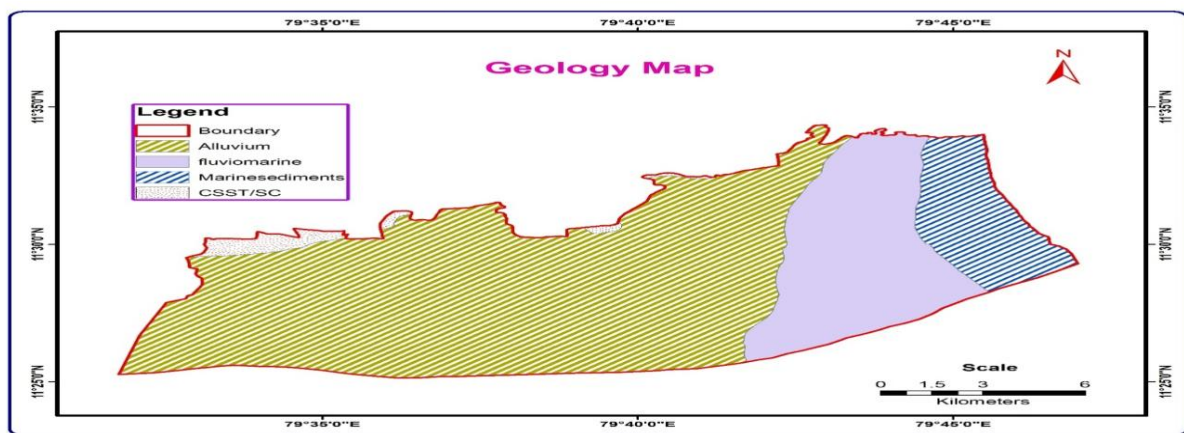 79°35'0"E 79°40'0"E 79°45'0"E
Geology Map
N
11°35'0"N 11°35'0"N
Legend
Boundary
Alluvium
fluviomarine
Marinesediments
CSST/SC
11°30'0"N 11°30'0"N
Scale
0 1.5 3 6
Kilometers
11°25'0"N 11°25'0"N
79°35'0"E 79°40'0"E 79°45'0"E